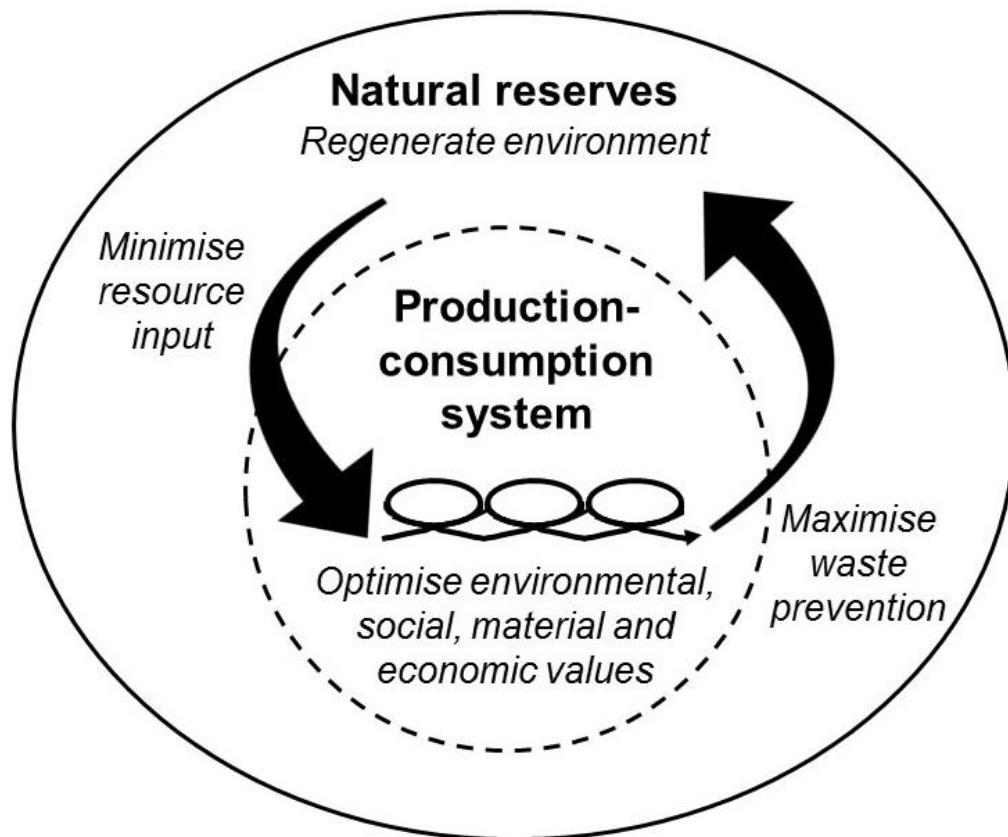 Natural reserves
Regenerate environment
Minimise
resource
input
Production-
consumption
system
Optimise environmental,
social, material and
economic values
Maximise
waste
prevention